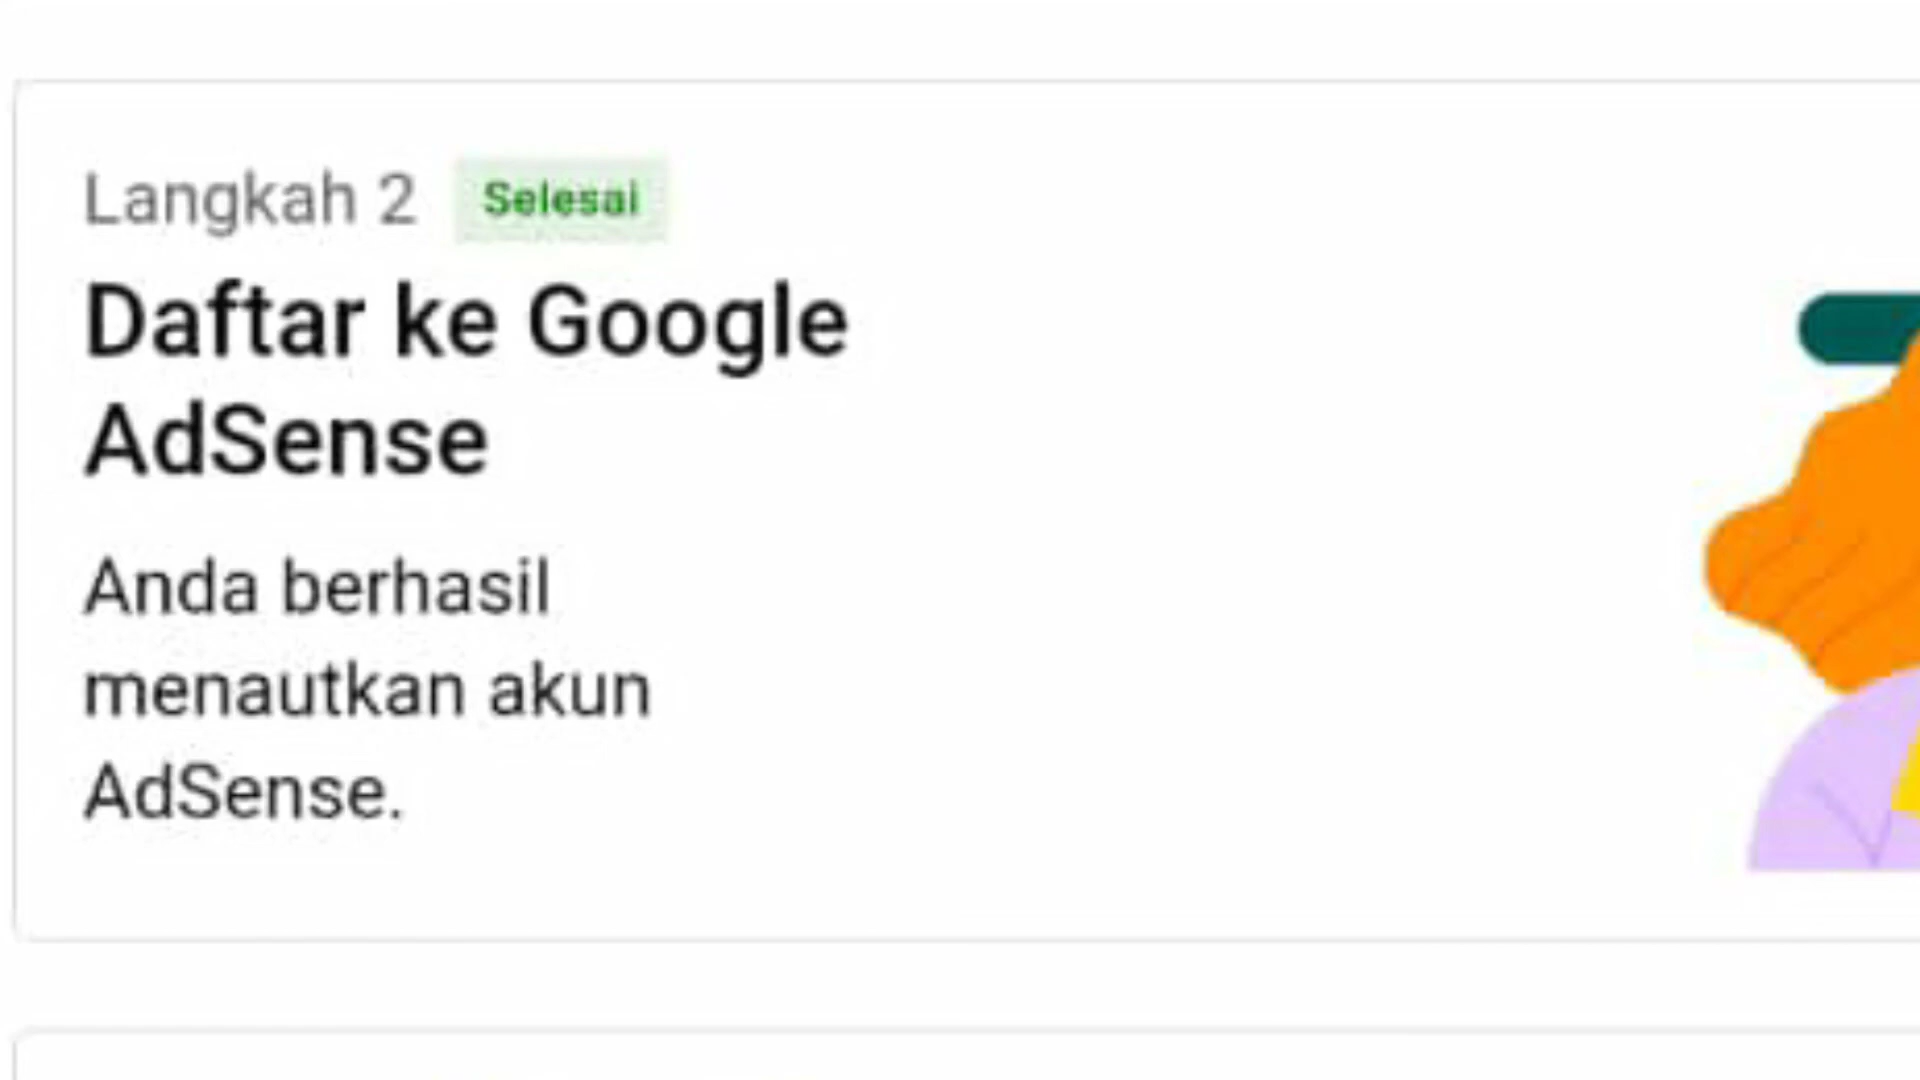 Langkah 2 Selesai
Daftar ke Google
AdSense
Anda berhasil
menautkan akun
AdSense.